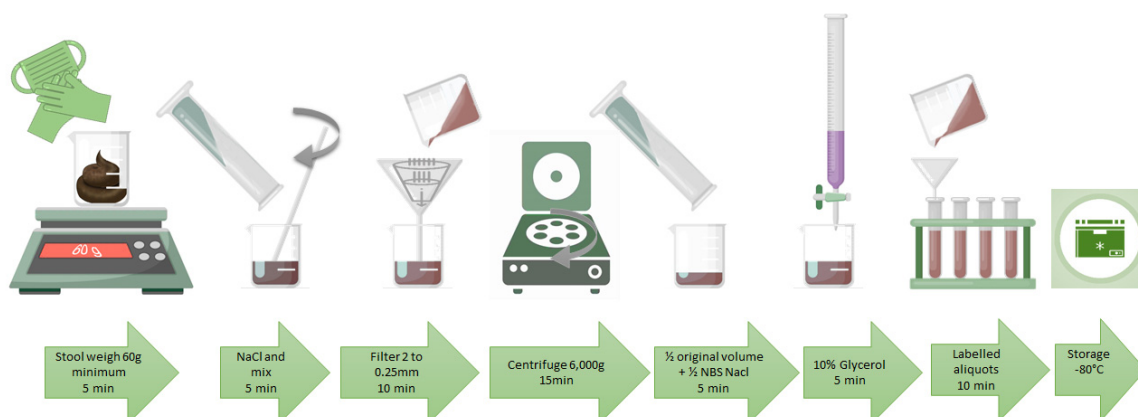 60 g
Stool weigh 60g
minimum
5 min
NaCl and
mix
5 min
Filter 2 to
0.25mm
10 min
Centrifuge 6,000g
15min
½ original volume
+ ½ NBS Nacl
5 min
10% Glycerol
5 min
Labelled
aliquots
10 min
Storage
-80°C